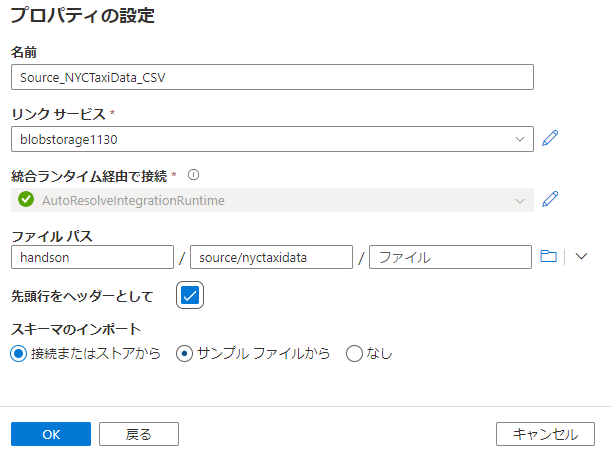 プロパティの設定
名前
Source_NYCTaxiData_CSV
リンク サービス *
blobstorage1130
統合ランタイム経由で接続 *
AutoResolveIntegrationRuntime
ファイル パス
handson / source/nyctaxidata / ファイル
先頭行をヘッダーとして
スキーマのインポート
接続またはストアから サンプル ファイルから なし
OK 戻る キャンセル